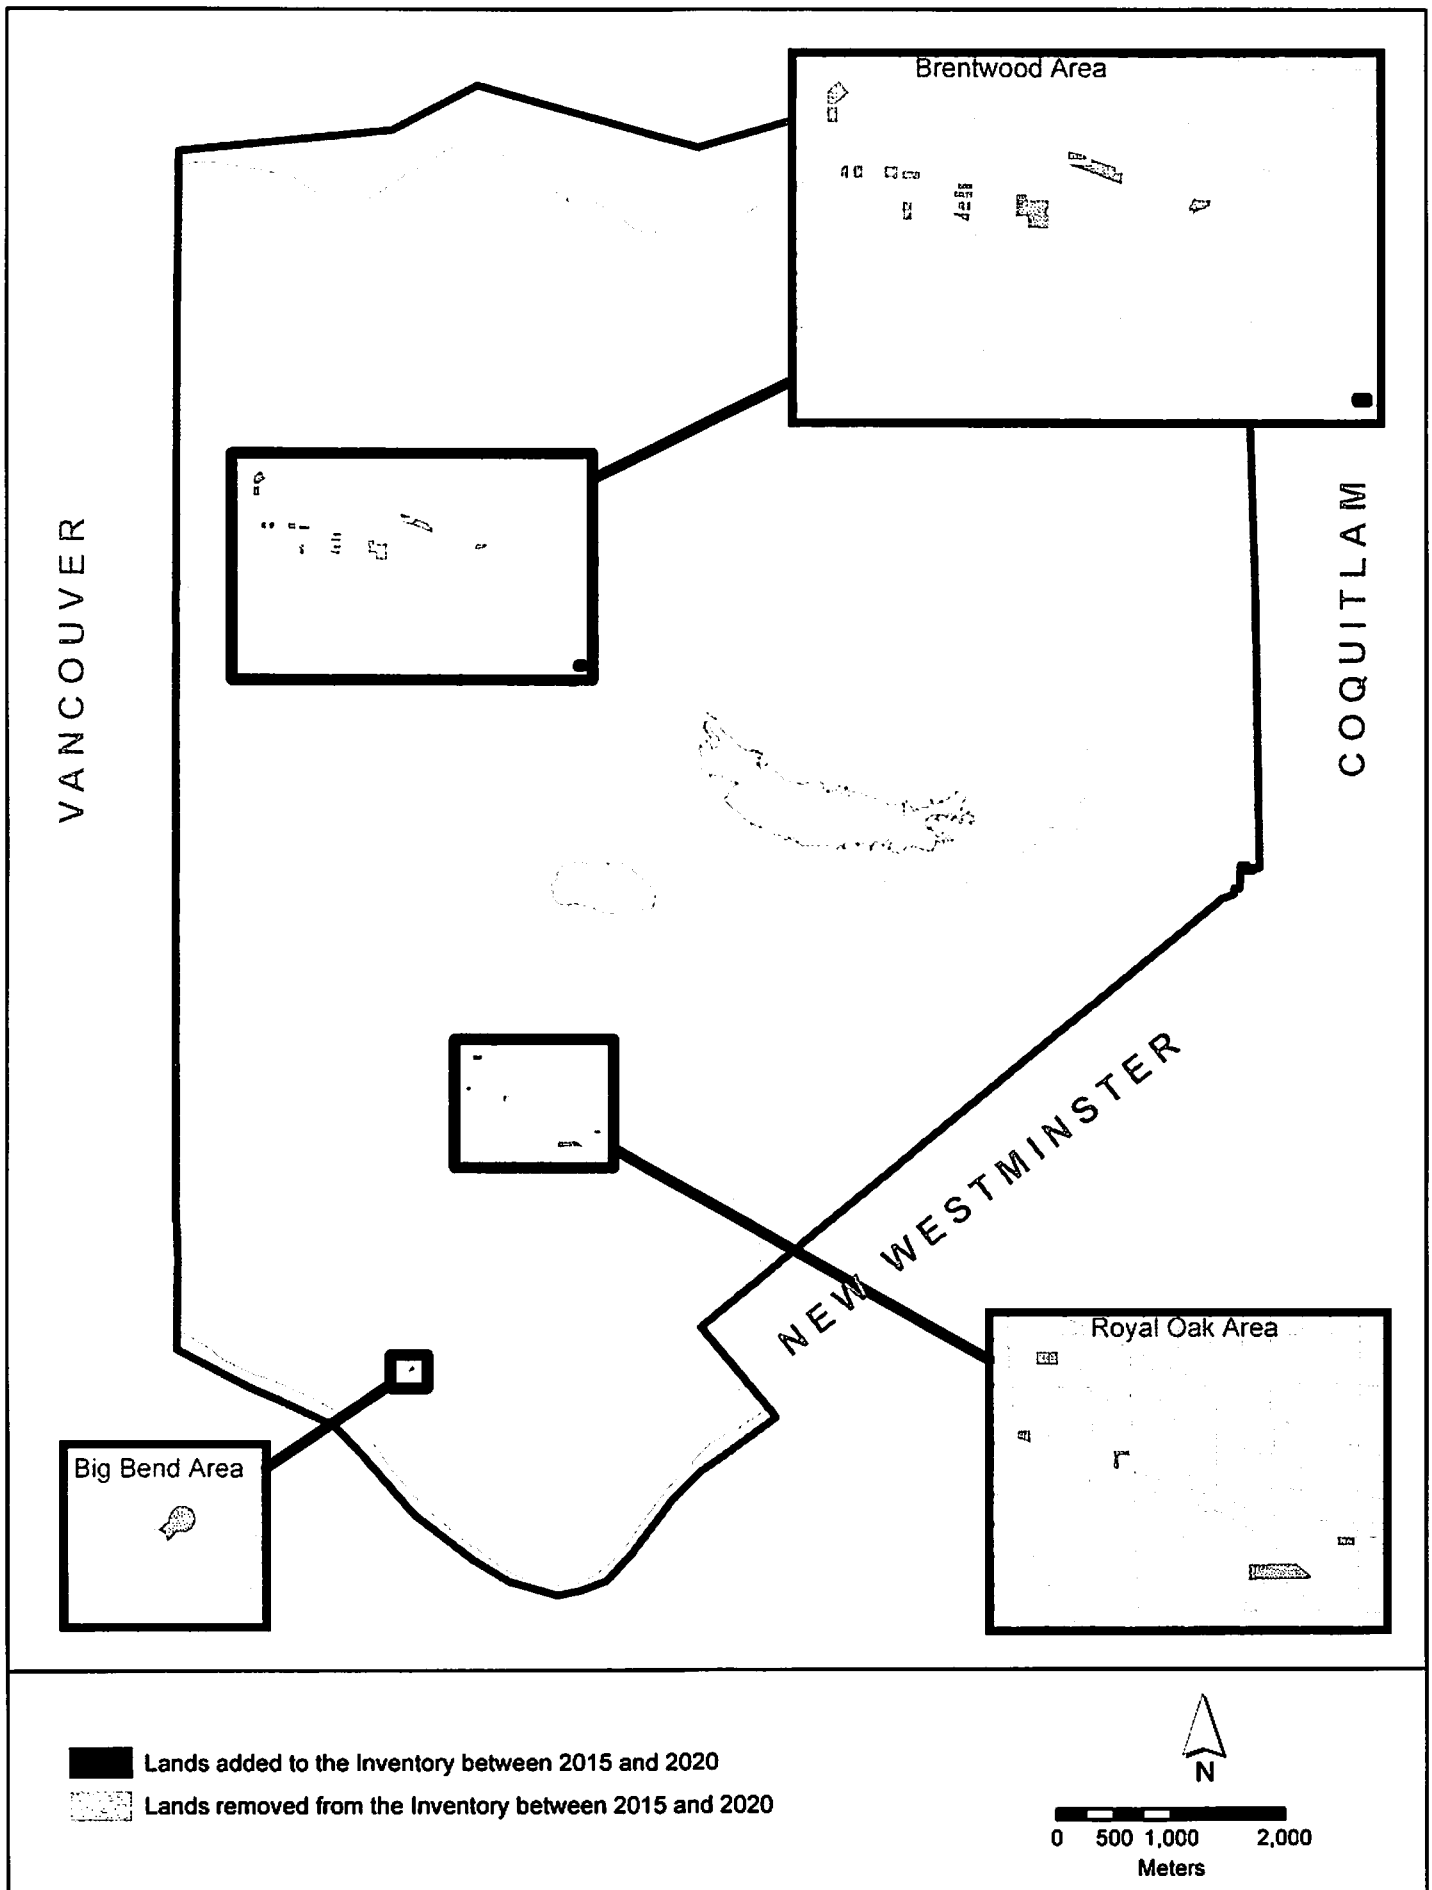 Brentwood Area
VANCOUVER
COQUITLAM
NEW WESTMINSTER
Royal Oak Area
Big Bend Area
Lands added to the Inventory between 2015 and 2020
Lands removed from the Inventory between 2015 and 2020
N
0 500 1,000 2,000
Meters